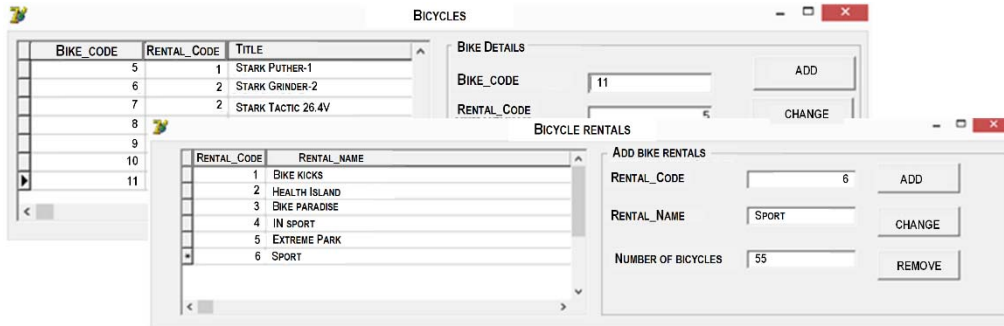 BICYCLES
BIKE_CODE RENTAL_CODE TITLE
5 1 STARK PUTHER-1
6 2 STARK GRINDER-2
7 2 STARK TACTIC 26.4V
8
9
10
11
BIKE DETAILS
BIKE_CODE 11
RENTAL_CODE 5
ADD
CHANGE
BICYCLE RENTALS
RENTAL_CODE RENTAL_NAME
1 BIKE KICKS
2 HEALTH ISLAND
3 BIKE PARADISE
4 IN SPORT
5 EXTREME PARK
6 SPORT
ADD BIKE RENTALS
RENTAL_CODE 6
RENTAL_NAME SPORT
NUMBER OF BICYCLES 55
ADD
CHANGE
REMOVE